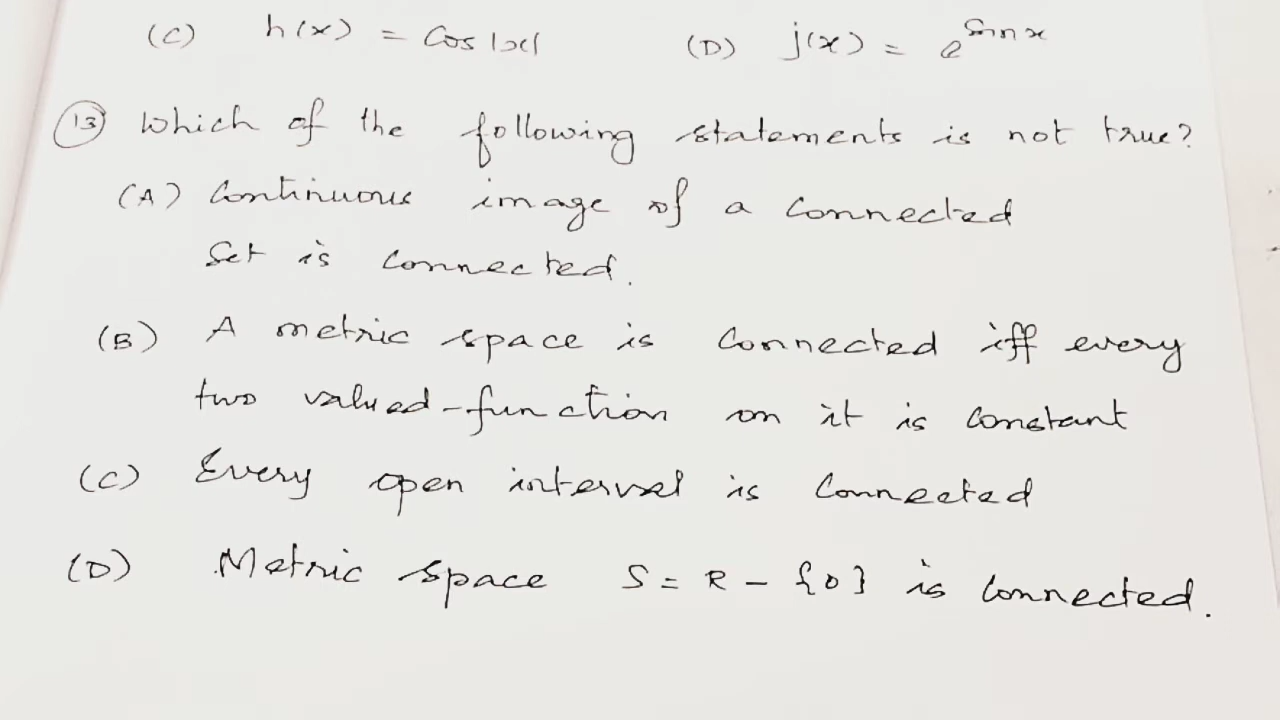 (C) h(x) = Cos |x| (D) j(x) = e^sin x
(13) Which of the following statements is not true?
(A) Continuous image of a connected
Set is connected.
(B) A metric space is connected iff every
two valued-function on it is constant
(C) Every open interval is connected
(D) Metric space S = R - {0} is connected.